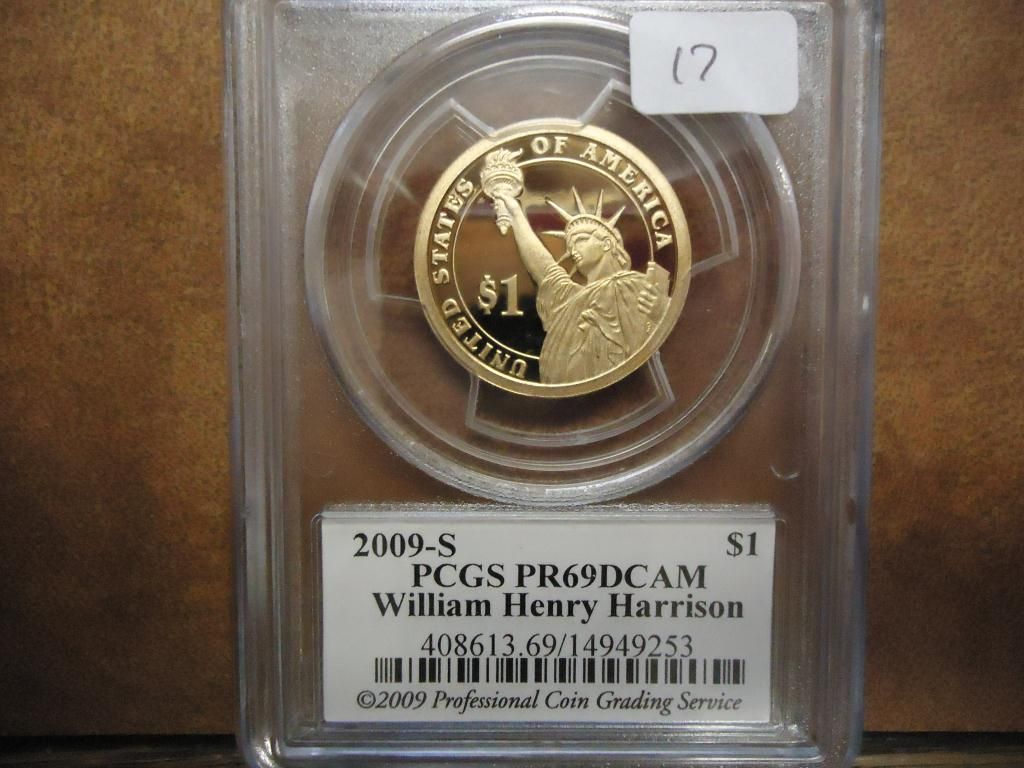 17
UNITED STATES OF AMERICA
$1
2009-S $1
PCGS PR69DCAM
William Henry Harrison
408613.69/14949253
©2009 Professional Coin Grading Service